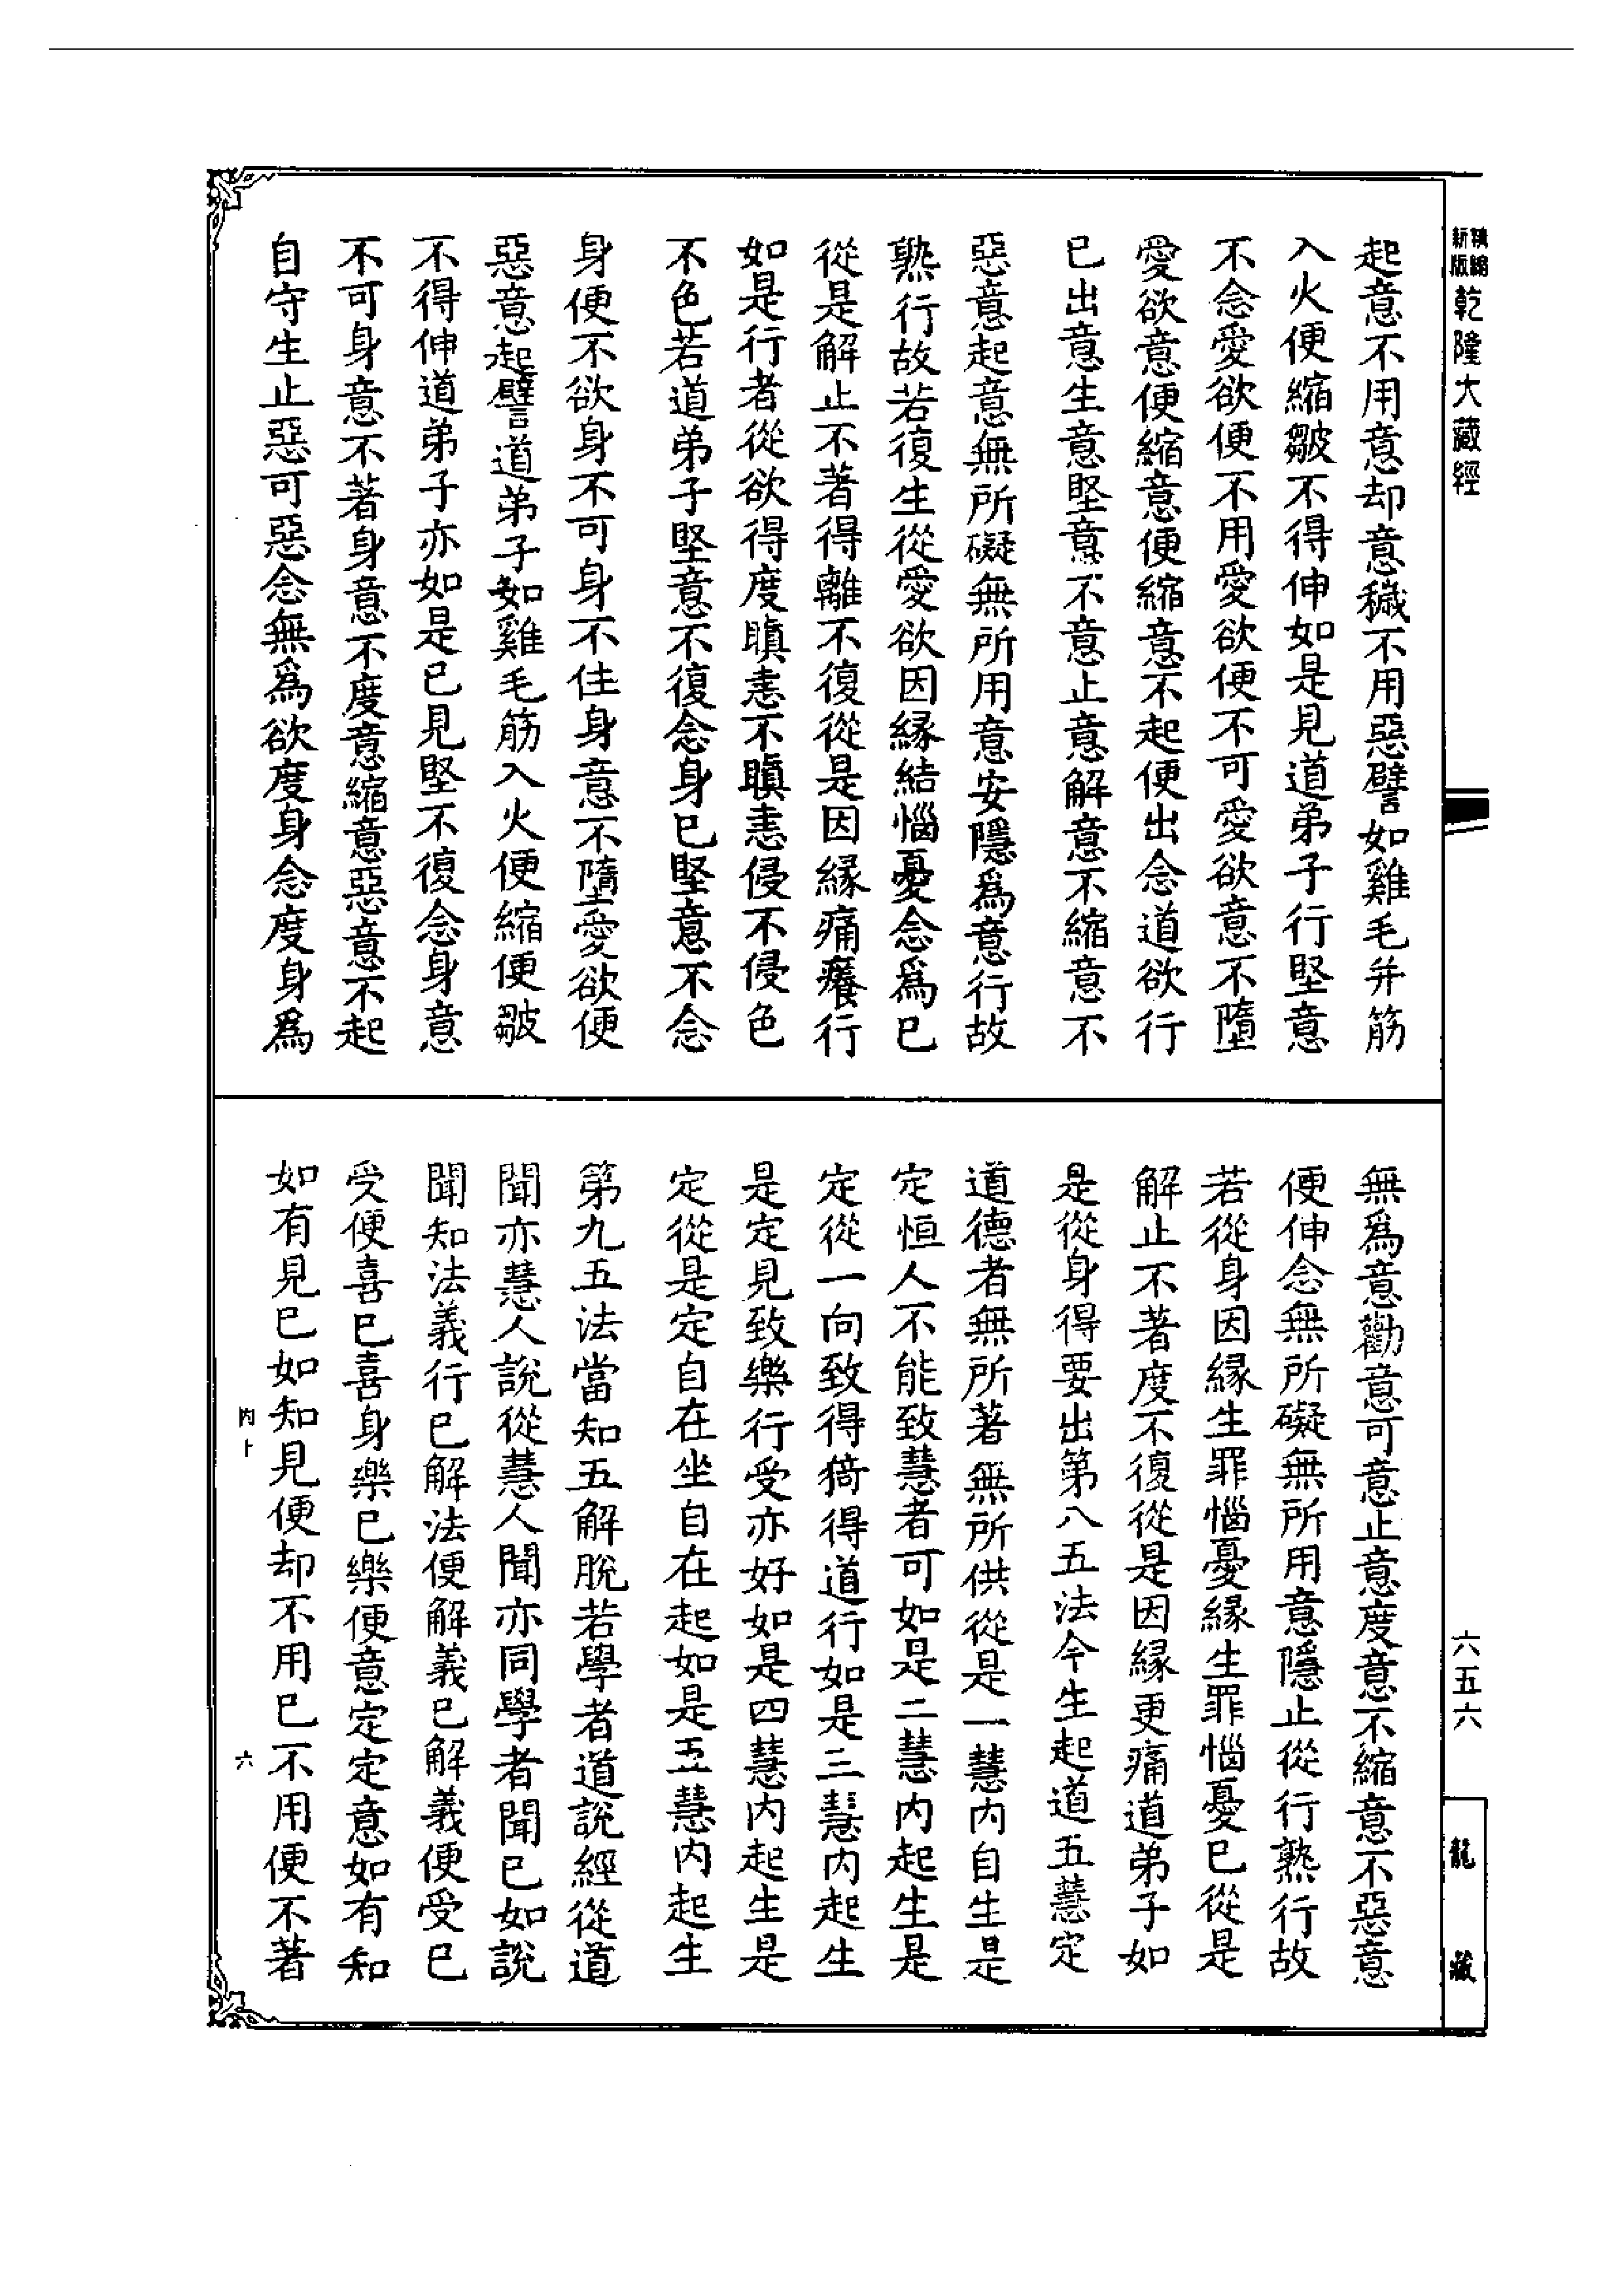 精縮新版乾隆大藏經
起意不用意却意穢不用惡譬如雞毛并筋
入火便縮皺不得伸如是見道弟子行堅意
不念愛欲便不用愛欲便不可愛欲意不墮
愛欲意便縮意便縮意不起便出念道欲行
已出意生意堅意不意止意解意不縮意不
惡意起意無所礙無所用意安隱爲意行故
熟行故若復生從愛欲因緣結惱憂念爲已
從是解止不著得離不復從是因緣痛癢行
如是行者從欲得度瞋恚不瞋恚侵不侵色
不色若道弟子堅意不復念身已堅意不念
身便不欲身不可身不住身意不墮愛欲便
惡意起譬道弟子如雞毛筋入火便縮便皺
不得伸道弟子亦如是已見堅不復念身意
不可身意不著身意不度意縮意惡意不起
自守生止惡可惡念無爲欲度身念度身爲
無爲意勸意可意止意度意不縮意不惡意
便伸念無所礙無所用意隱止從行熟行故
若從身因緣生罪惱憂緣生罪惱憂已從是
解止不著度不復從是因緣更痛道弟子如
是從身得要出第八五法今生起道五慧定
道德者無所著無所供從是一慧內自生是
定恒人不能致慧者可如是二慧內起生是
定從一向致得猗得道行如是三慧內起生
是定見致樂行受亦好如是四慧內起生是
定從是定自在坐自在起如是五慧內起生
第九五法當知五解脫若學者道說經從道
聞亦慧人說從慧人聞亦同學者聞已如說
聞知法義行已解法便解義已解義便受已
受便喜已喜身樂已樂便意定定意如有知
如有見已如知見便却不用已不用便不著
六
六五六
龍藏